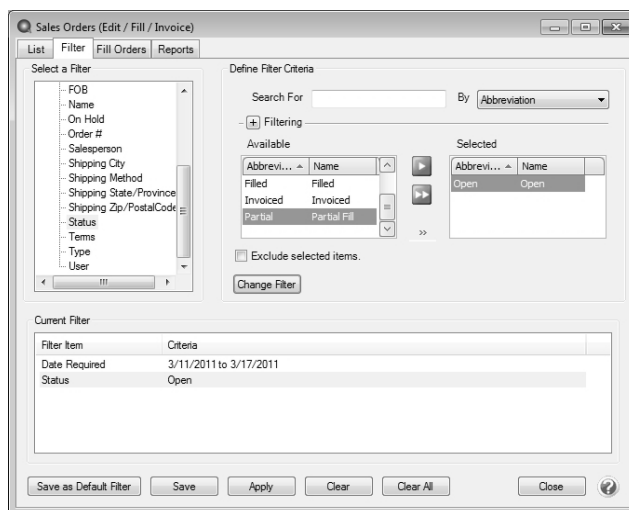 Sales Orders (Edit / Fill / Invoice)
List Filter Fill Orders Reports
Select a Filter
FOB
Name
On Hold
Order #
Salesperson
Shipping City
Shipping Method
Shipping State/Province
Shipping Zip/PostalCode
Status
Terms
Type
User
Define Filter Criteria
Search For By Abbreviation
+ Filtering
Available
Abbrevi... Name
Filled Filled
Invoiced Invoiced
Partial Partial Fill
>>
Selected
Abbrevi... Name
Open Open
Exclude selected items.
Change Filter
Current Filter
Filter Item Criteria
Date Required 3/11/2011 to 3/17/2011
Status Open
Save as Default Filter Save Apply Clear Clear All Close ?